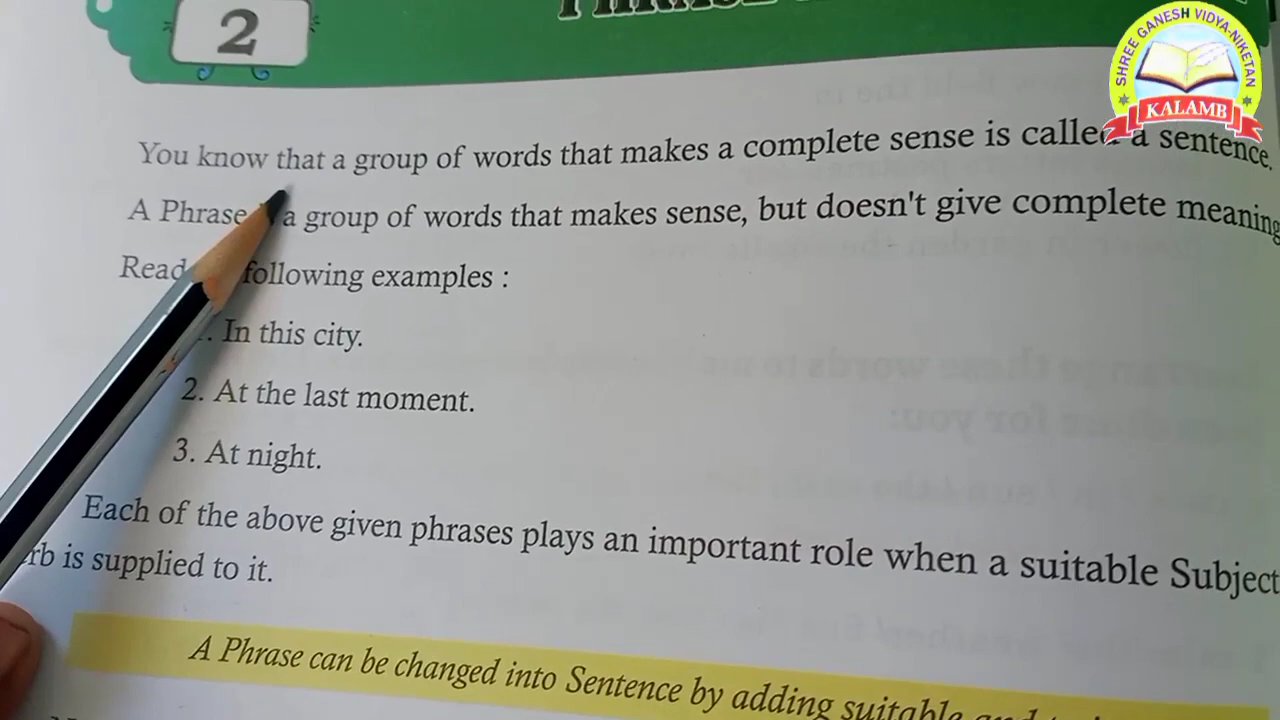 2
PHRASE
SHREE GANESH VIDYA-NIKETAN
KALAMB
You know that a group of words that makes a complete sense is called a sentence.
A Phrase a group of words that makes sense, but doesn't give complete meaning
Read following examples :
1. In this city.
2. At the last moment.
3. At night.
Each of the above given phrases plays an important role when a suitable Subject
rb is supplied to it.
A Phrase can be changed into Sentence by adding suitable and